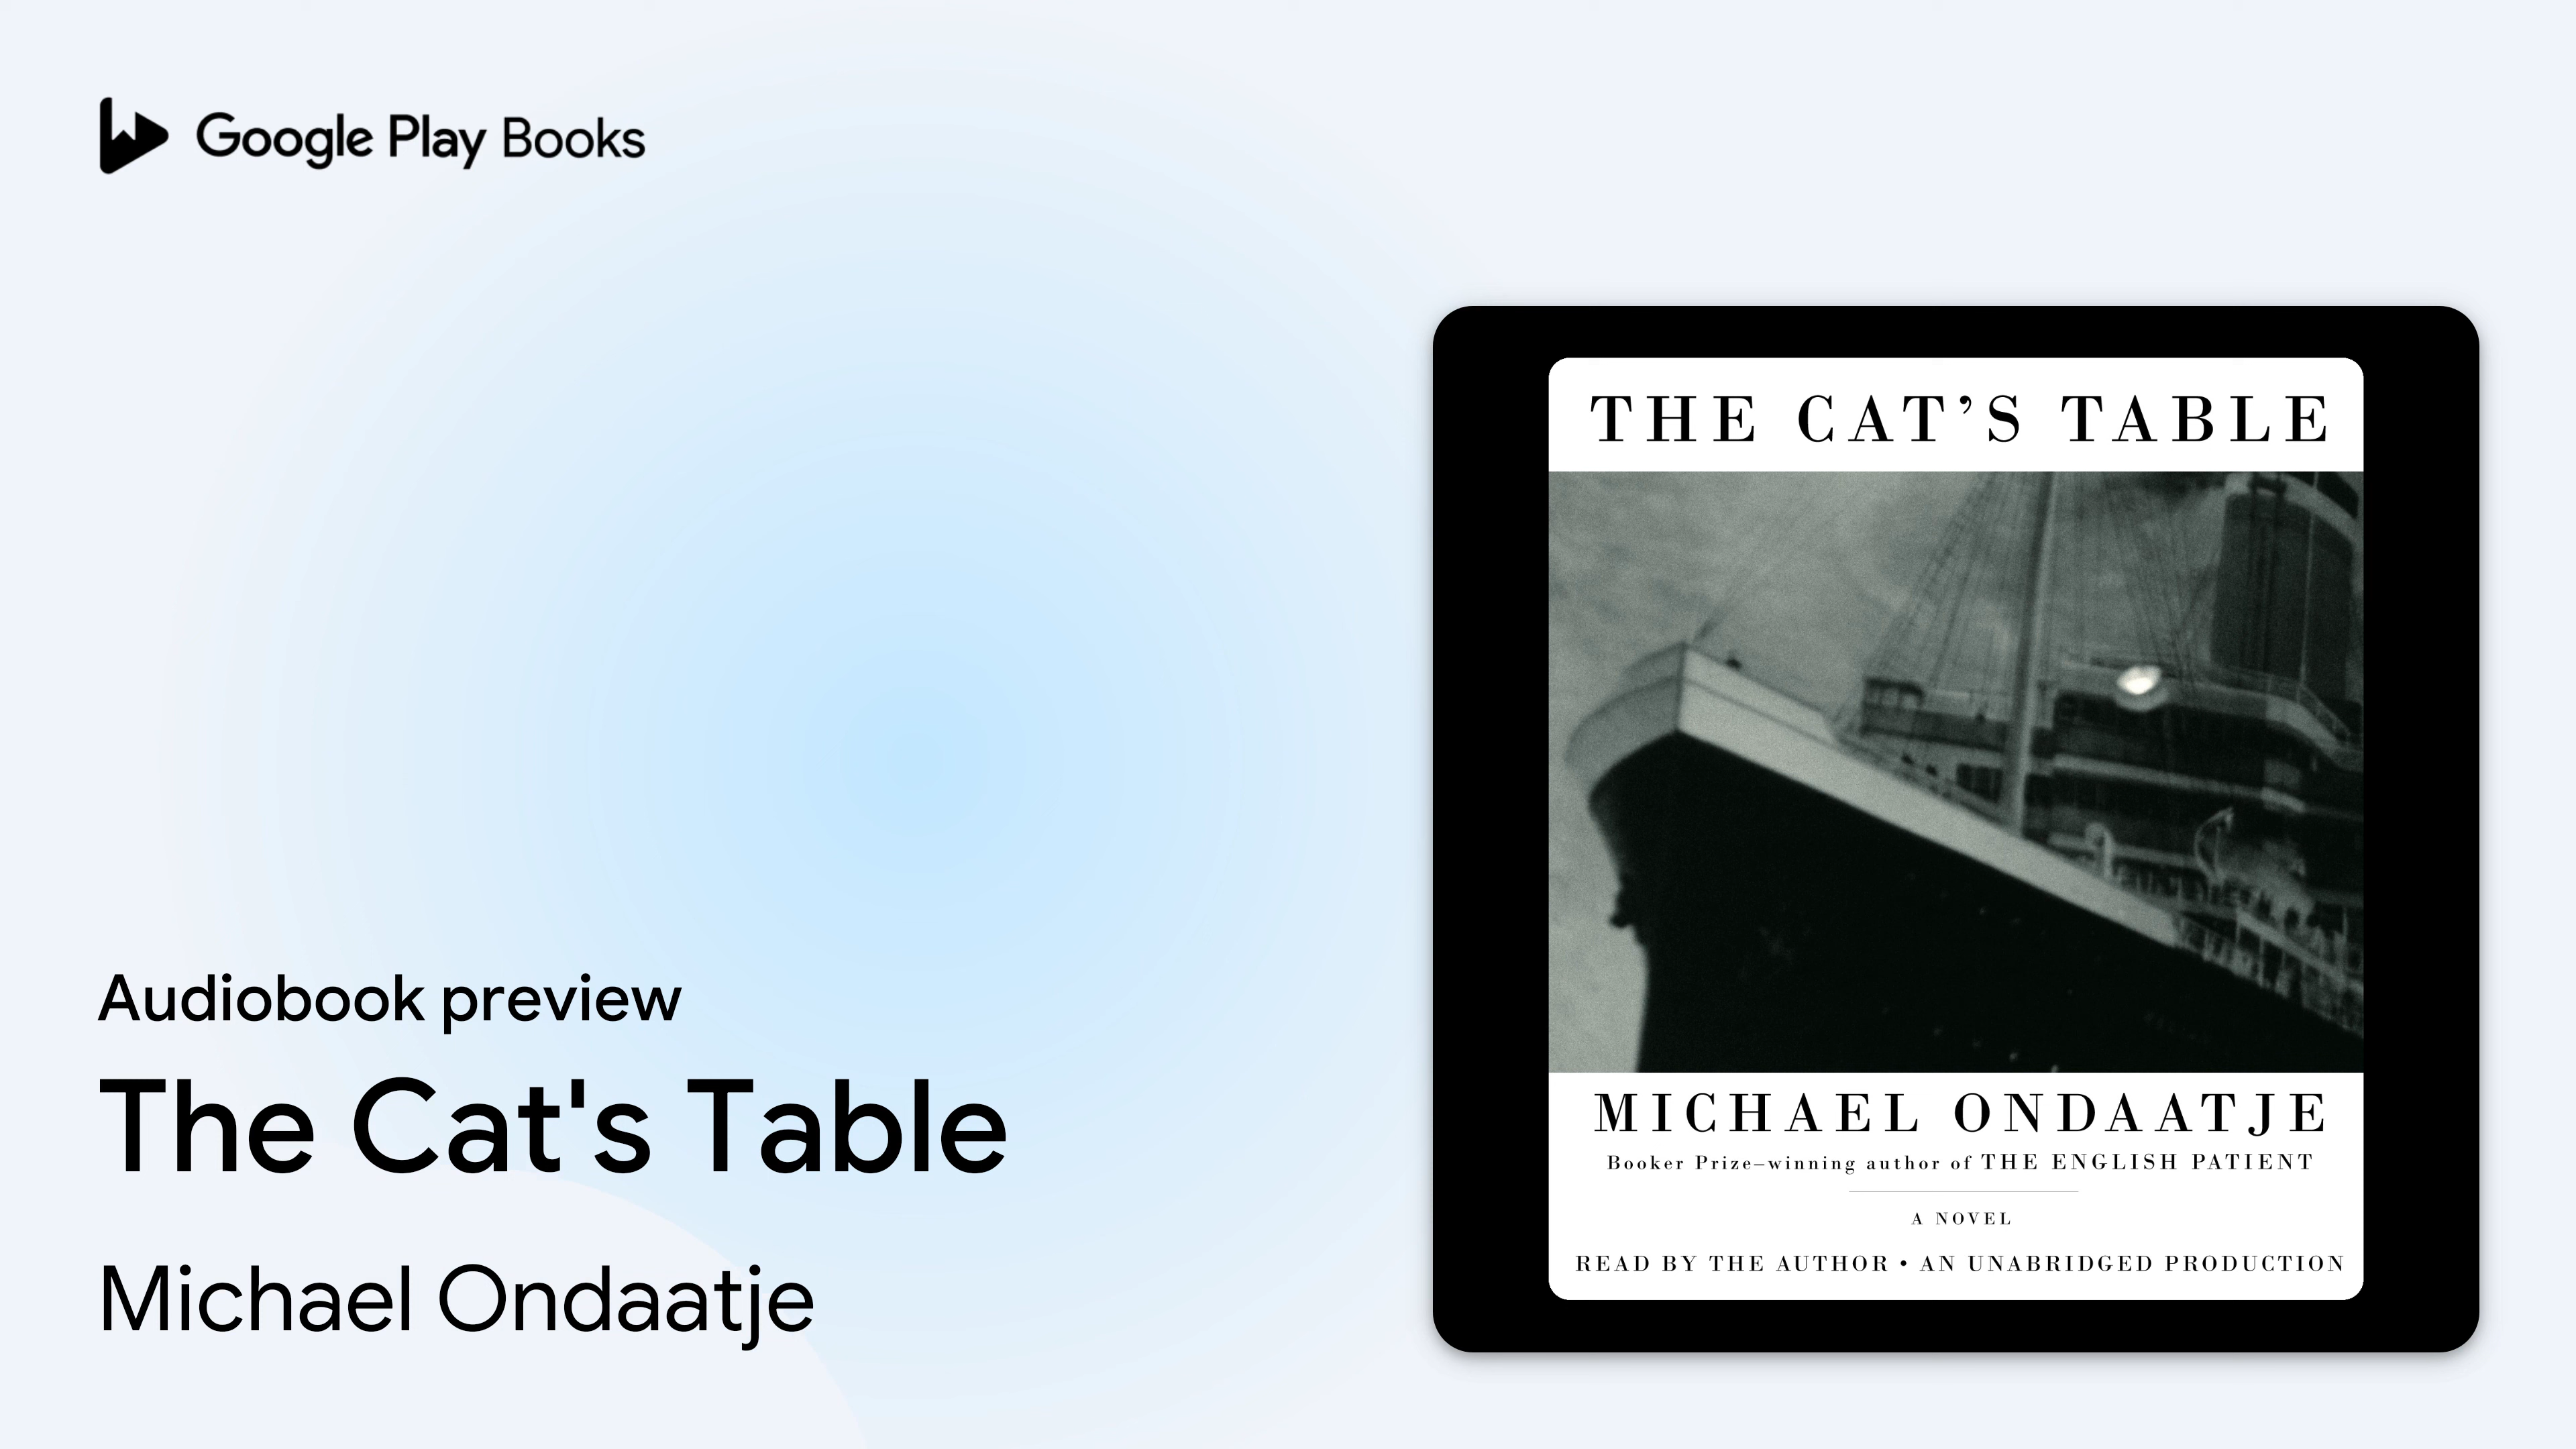 Google Play Books
Audiobook preview
The Cat's Table
Michael Ondaatje
THE CAT’S TABLE
MICHAEL ONDAATJE
Booker Prize–winning author of THE ENGLISH PATIENT
A NOVEL
READ BY THE AUTHOR • AN UNABRIDGED PRODUCTION